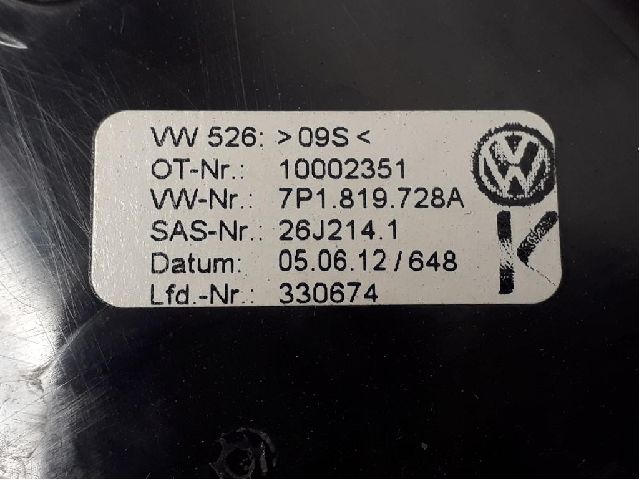 VW 526: >09S<
OT-Nr.: 10002351
VW-Nr.: 7P1.819.728A
SAS-Nr.: 26J214.1
Datum: 05.06.12/648
Lfd.-Nr.: 330674
VW
K